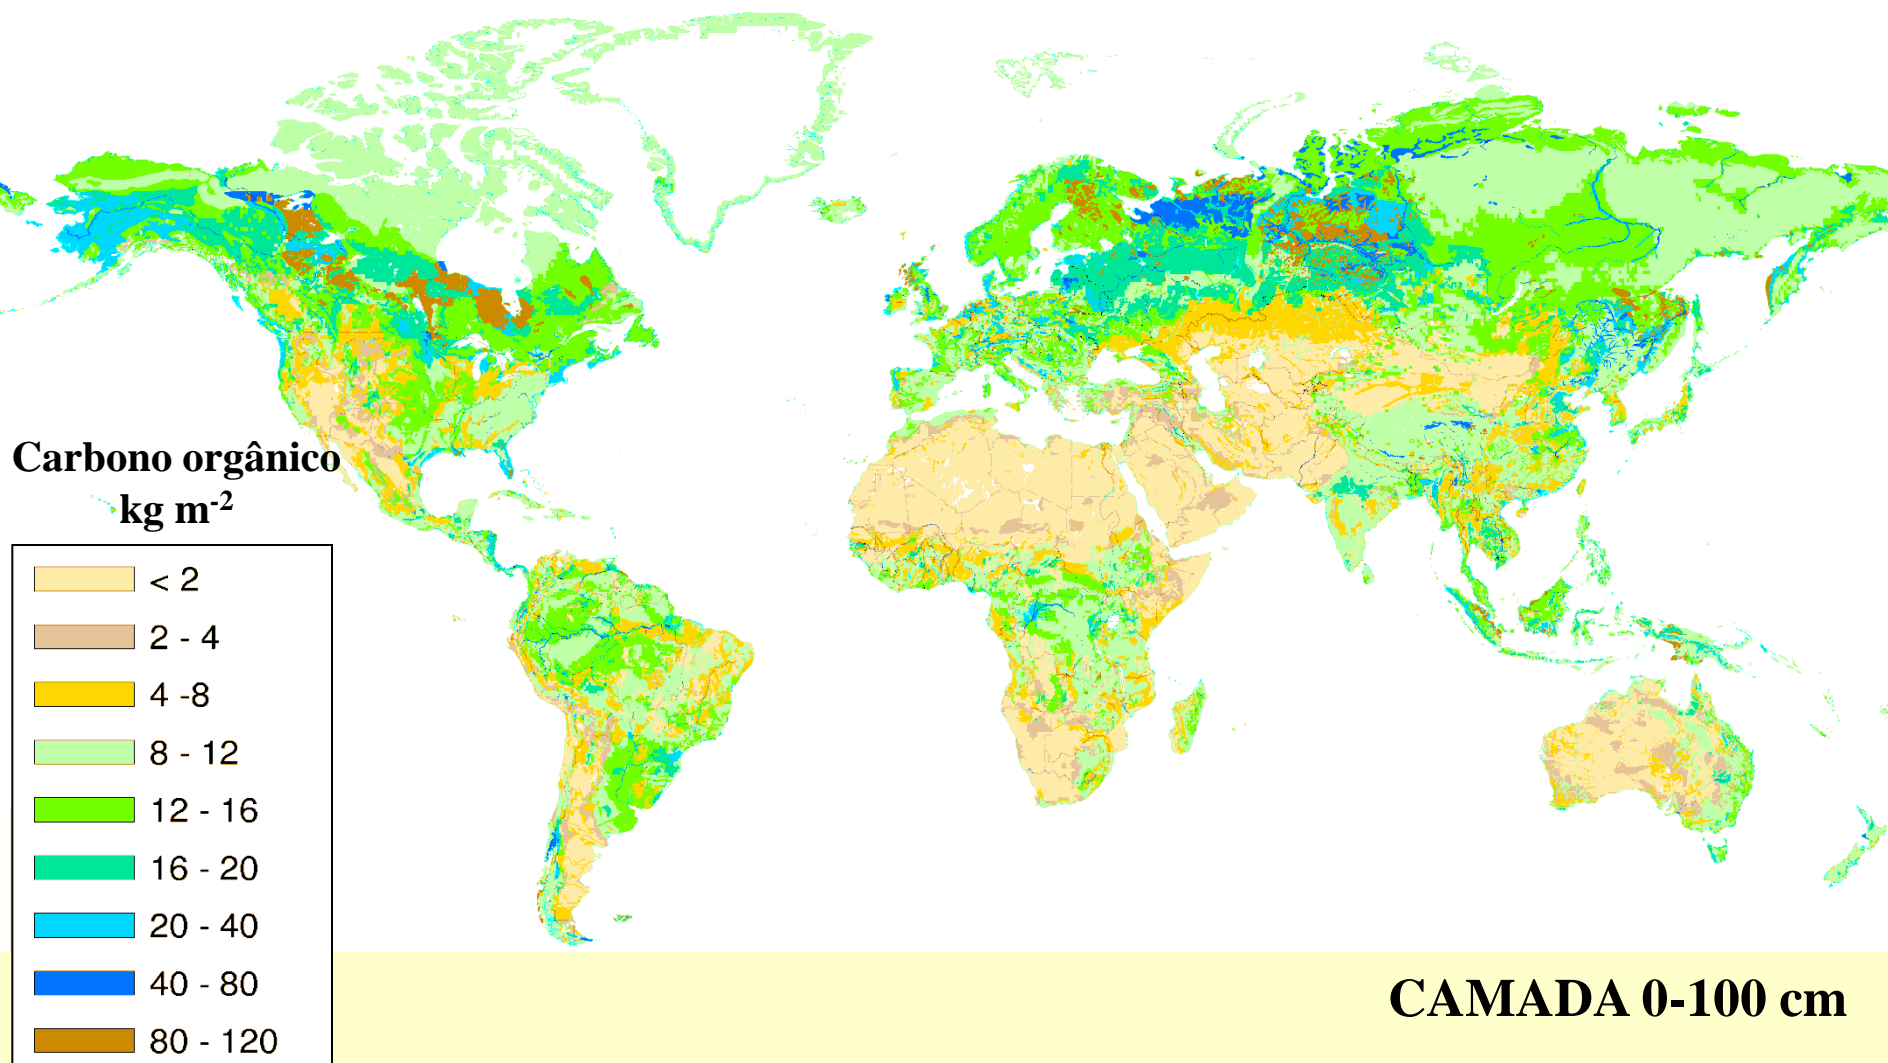 Carbono orgânico
kg m-2
< 2
2 - 4
4 -8
8 - 12
12 - 16
16 - 20
20 - 40
40 - 80
80 - 120
CAMADA 0-100 cm